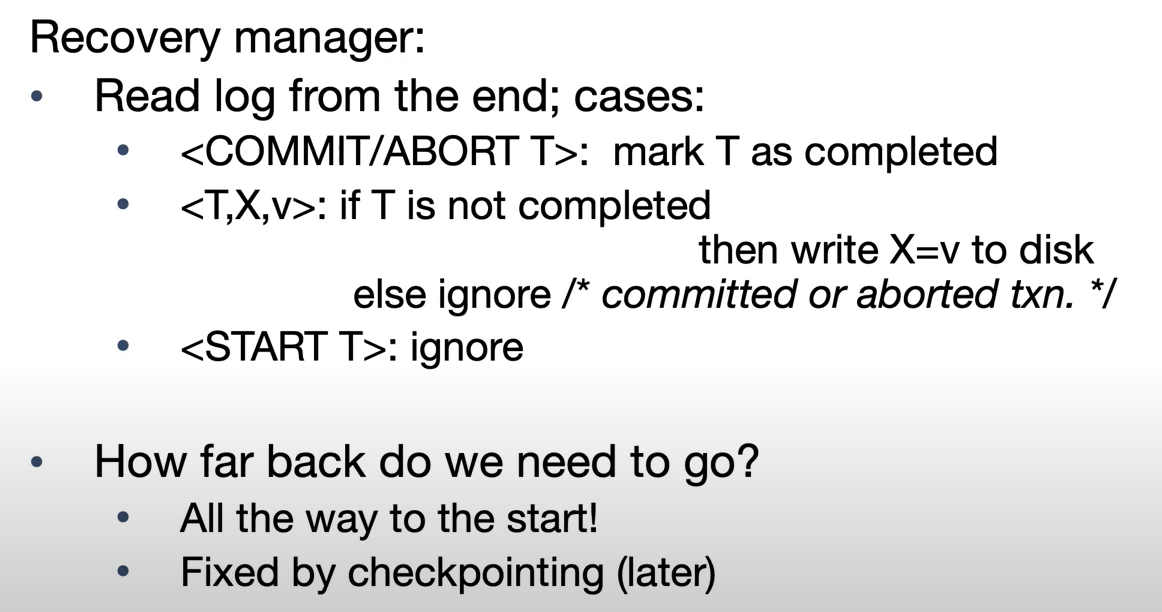 Recovery manager:
• Read log from the end; cases:
• <COMMIT/ABORT T>: mark T as completed
• <T,X,v>: if T is not completed
then write X=v to disk
else ignore /* committed or aborted txn. */
• <START T>: ignore
• How far back do we need to go?
• All the way to the start!
• Fixed by checkpointing (later)